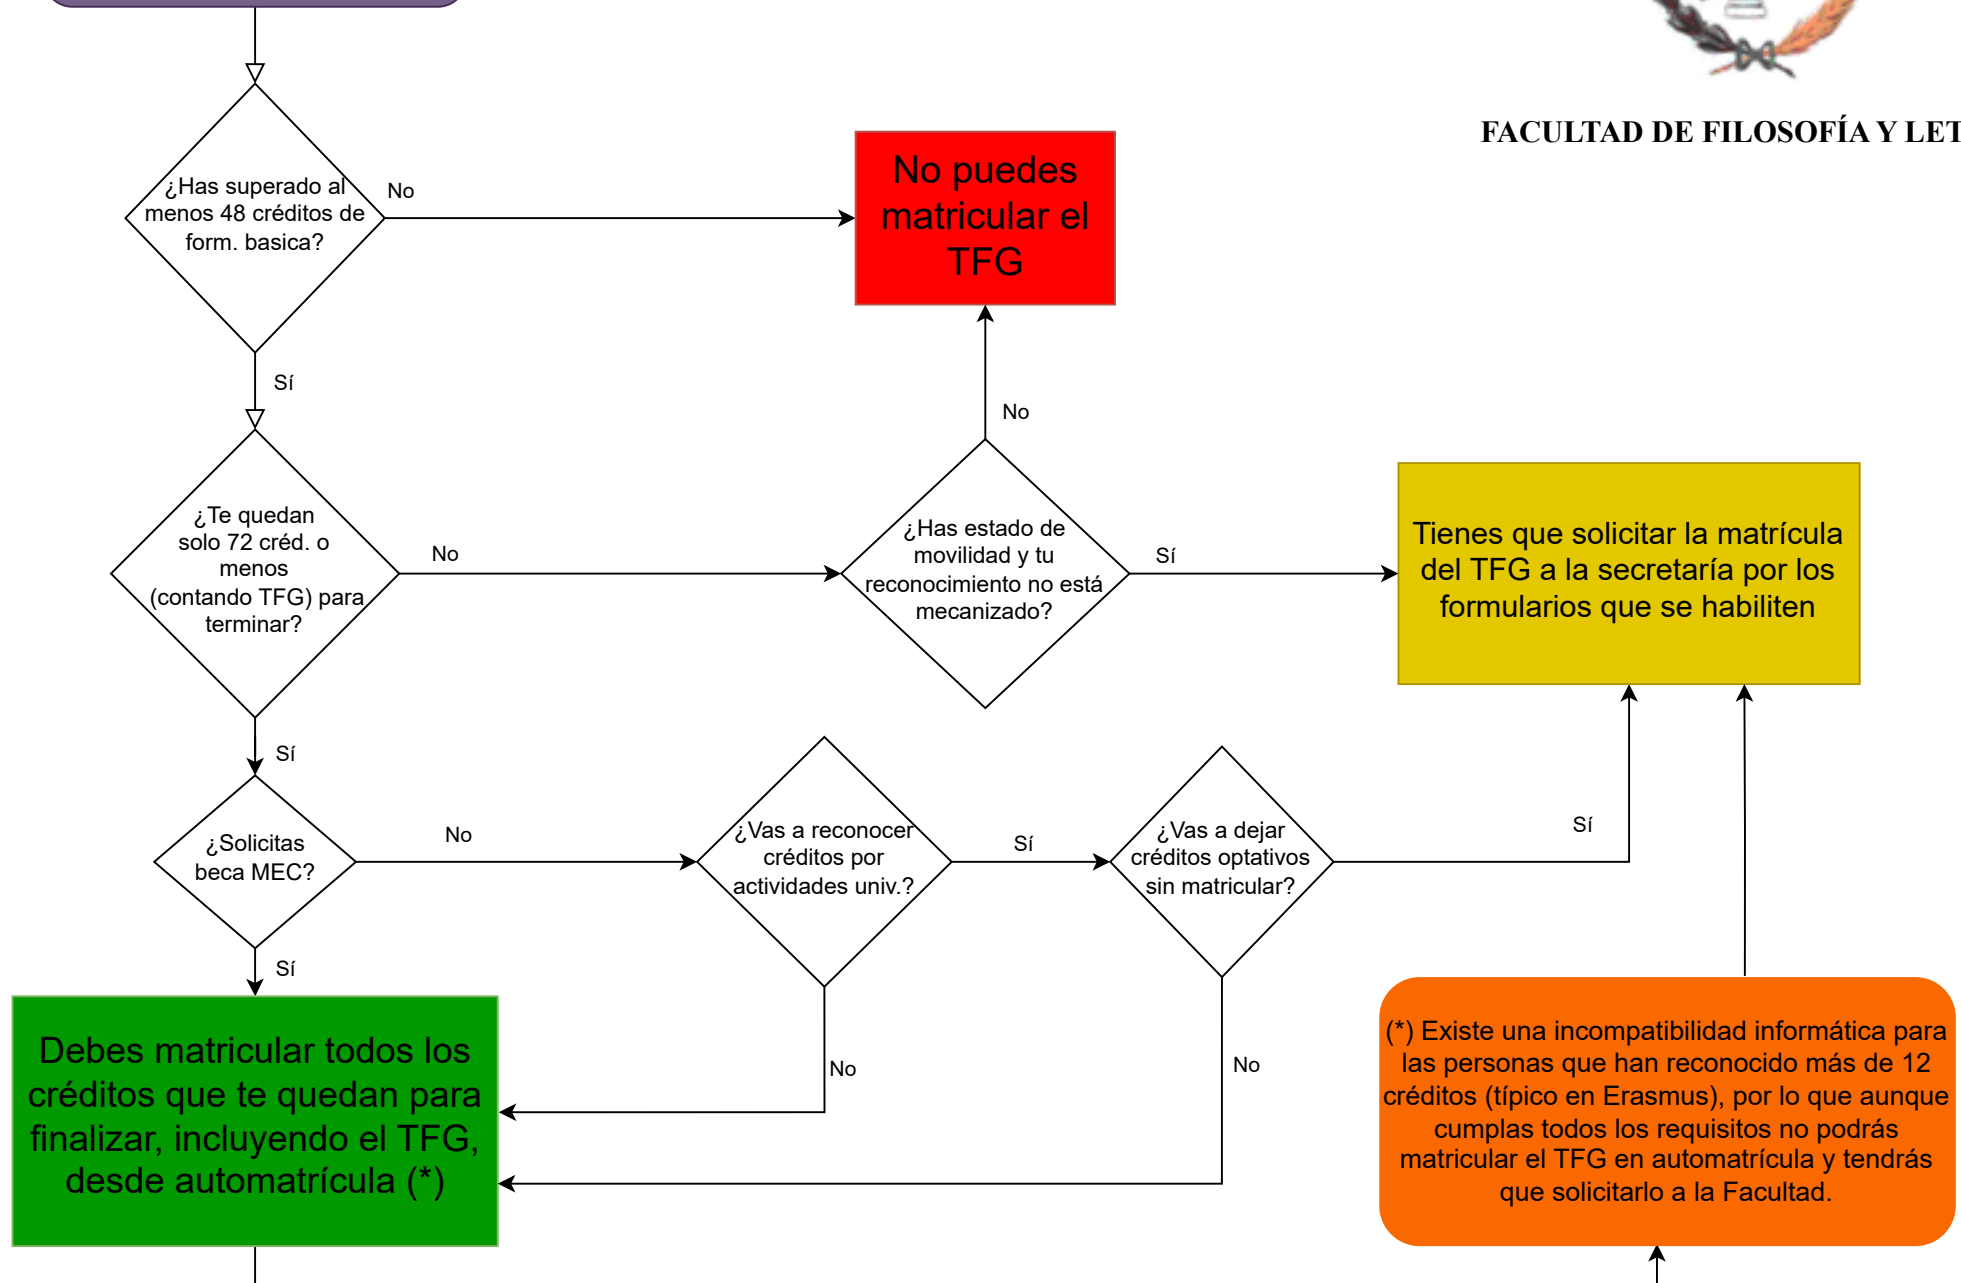 FACULTAD DE FILOSOFÍA Y LET
¿Has superado al
menos 48 créditos de
form. basica?
No
No puedes
matricular el
TFG
Sí
No
¿Te quedan
solo 72 créd. o
menos
(contando TFG) para
terminar?
No
¿Has estado de
movilidad y tu
reconocimiento no está
mecanizado?
Sí
Tienes que solicitar la matrícula
del TFG a la secretaría por los
formularios que se habiliten
Sí
¿Solicitas
beca MEC?
No
¿Vas a reconocer
créditos por
actividades univ.?
Sí
¿Vas a dejar
créditos optativos
sin matricular?
Sí
Sí
Debes matricular todos los
créditos que te quedan para
finalizar, incluyendo el TFG,
desde automatrícula (*)
No
No
(*) Existe una incompatibilidad informática para
las personas que han reconocido más de 12
créditos (típico en Erasmus), por lo que aunque
cumplas todos los requisitos no podrás
matricular el TFG en automatrícula y tendrás
que solicitarlo a la Facultad.